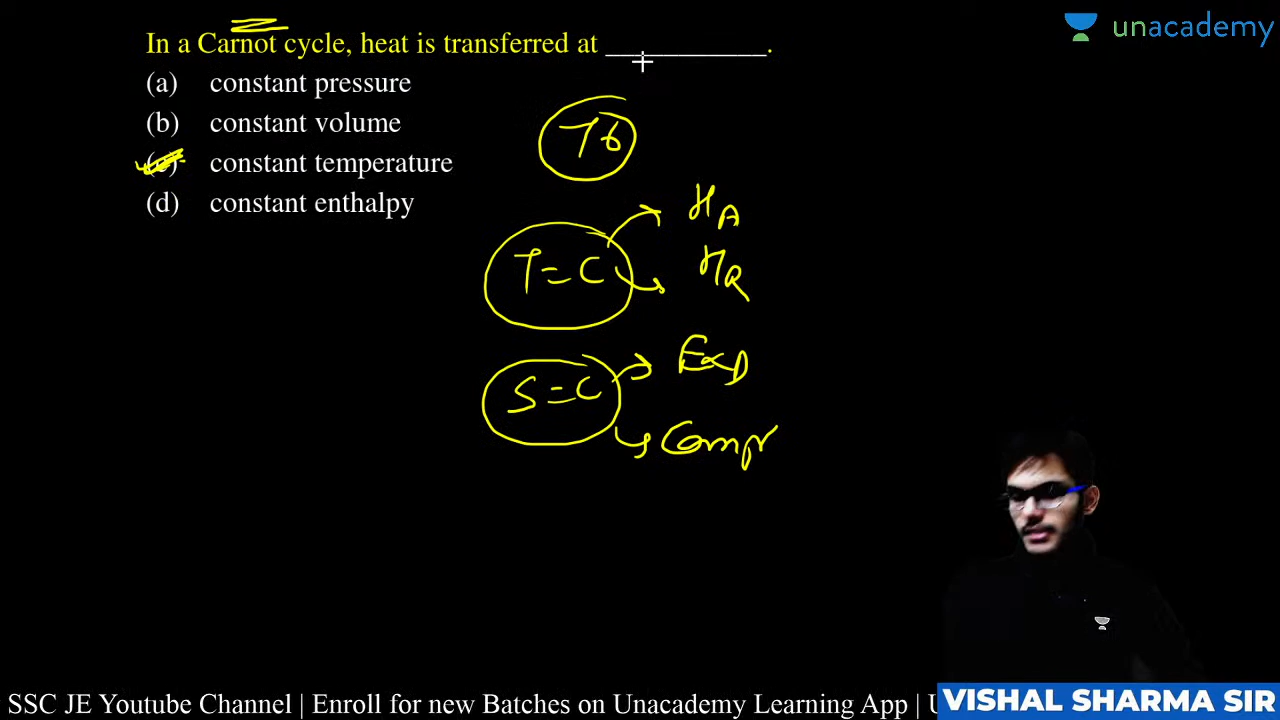 unacademy
In a Carnot cycle, heat is transferred at ___________.
(a) constant pressure
(b) constant volume
(c) constant temperature
(d) constant enthalpy
76
T=C
HA
HR
S=C
Exp
Compr
SSC JE Youtube Channel | Enroll for new Batches on Unacademy Learning App | U
VISHAL SHARMA SIR